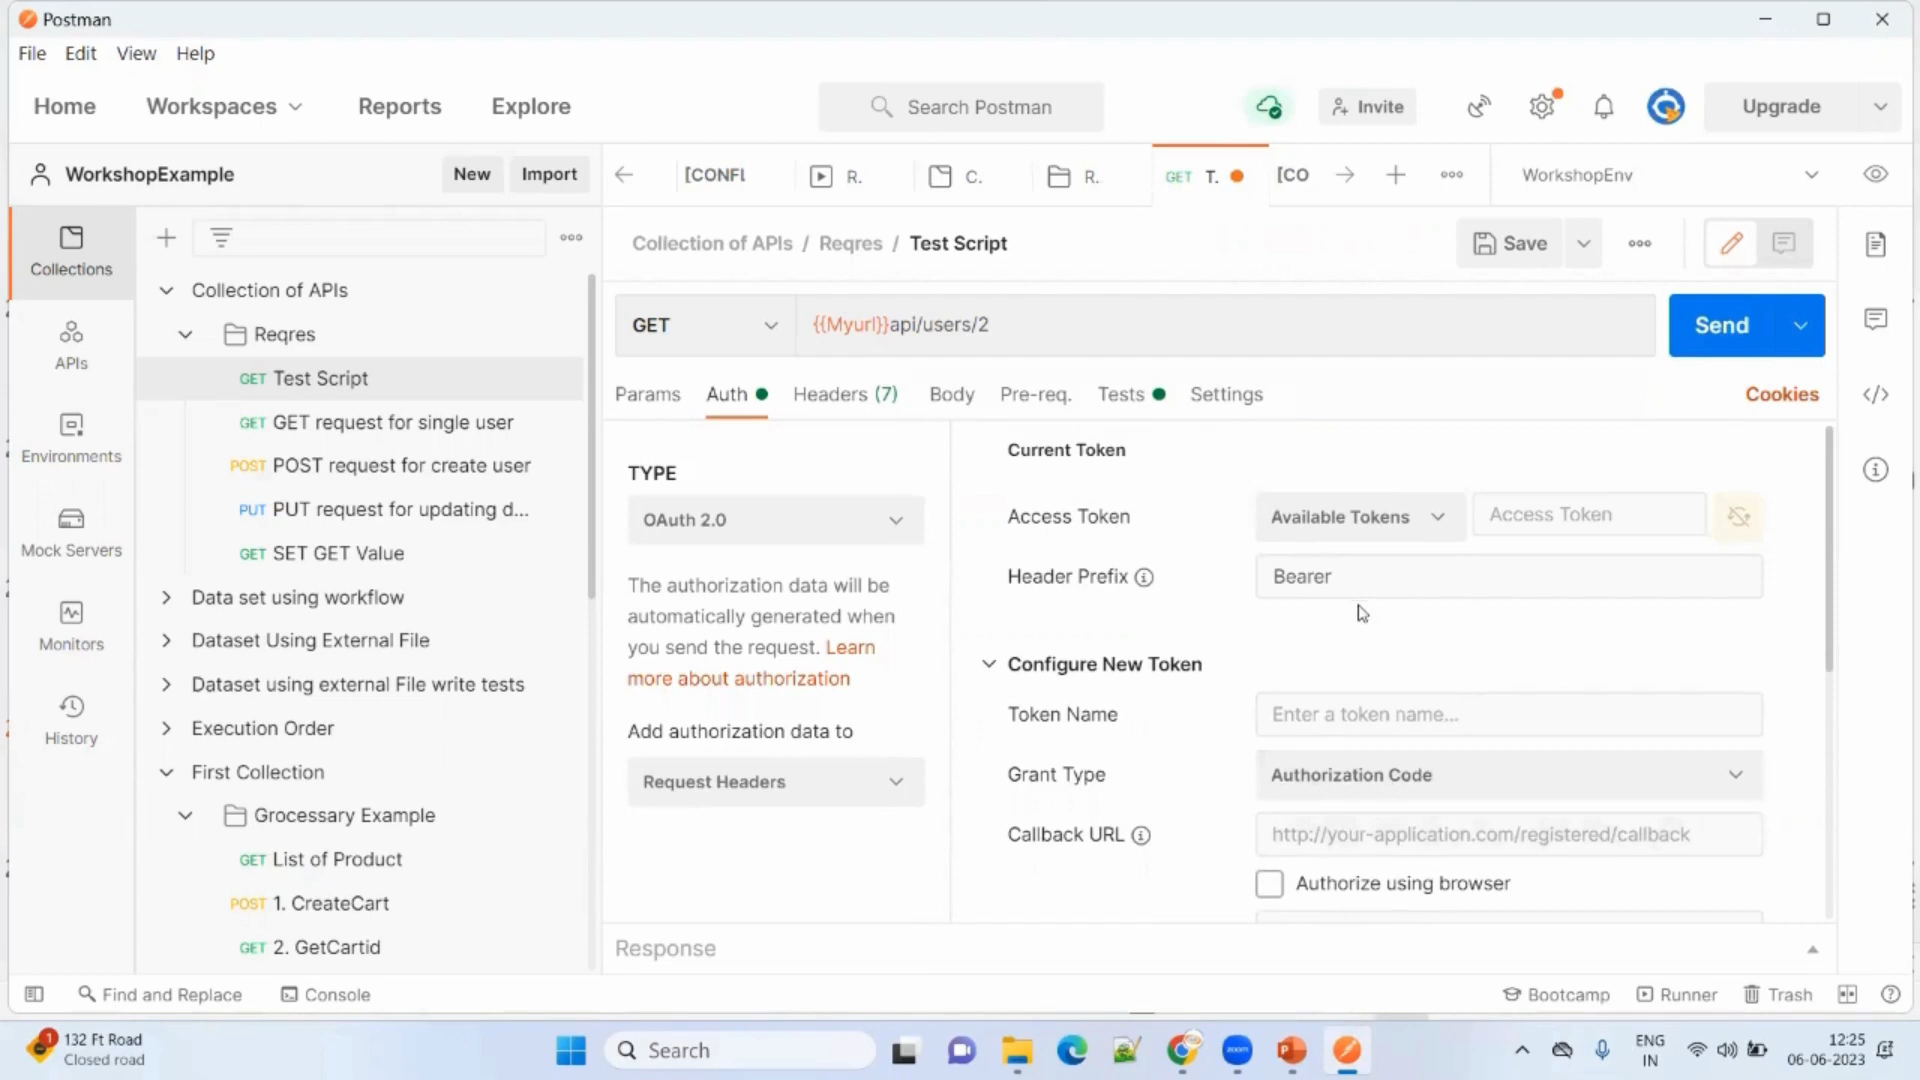 Postman
File Edit View Help
Home Workspaces Reports Explore Search Postman Invite Upgrade
WorkshopExample New Import
[CONFL R. C. R. GET T. [CO WorkshopEnv
Collections
APIs
Environments
Mock Servers
Monitors
History
Collection of APIs
Reqres
GET Test Script
GET GET request for single user
POST POST request for create user
PUT PUT request for updating d...
GET SET GET Value
Data set using workflow
Dataset Using External File
Dataset using external File write tests
Execution Order
First Collection
Grocessary Example
GET List of Product
POST 1. CreateCart
GET 2. GetCartid
Collection of APIs / Reqres / Test Script Save
GET {{Myurl}}api/users/2 Send
Params Auth Headers (7) Body Pre-req. Tests Settings Cookies
TYPE
OAuth 2.0
The authorization data will be
automatically generated when
you send the request. Learn
more about authorization
Add authorization data to
Request Headers
Current Token
Access Token Available Tokens Access Token
Header Prefix Bearer
Configure New Token
Token Name Enter a token name...
Grant Type Authorization Code
Callback URL http://your-application.com/registered/callback
Authorize using browser
Response
Find and Replace Console Bootcamp Runner Trash
1 132 Ft Road
Closed road
Search
zoom
ENG
IN
12:25
06-06-2023